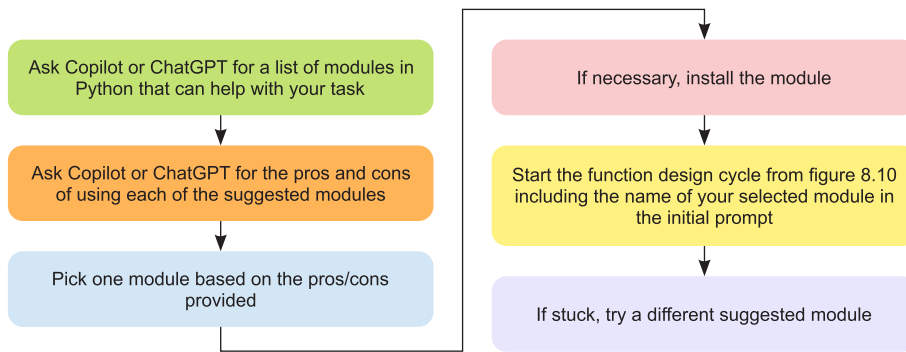 Ask Copilot or ChatGPT for a list of modules in
Python that can help with your task
Ask Copilot or ChatGPT for the pros and cons
of using each of the suggested modules
Pick one module based on the pros/cons
provided
If necessary, install the module
Start the function design cycle from figure 8.10
including the name of your selected module in
the initial prompt
If stuck, try a different suggested module